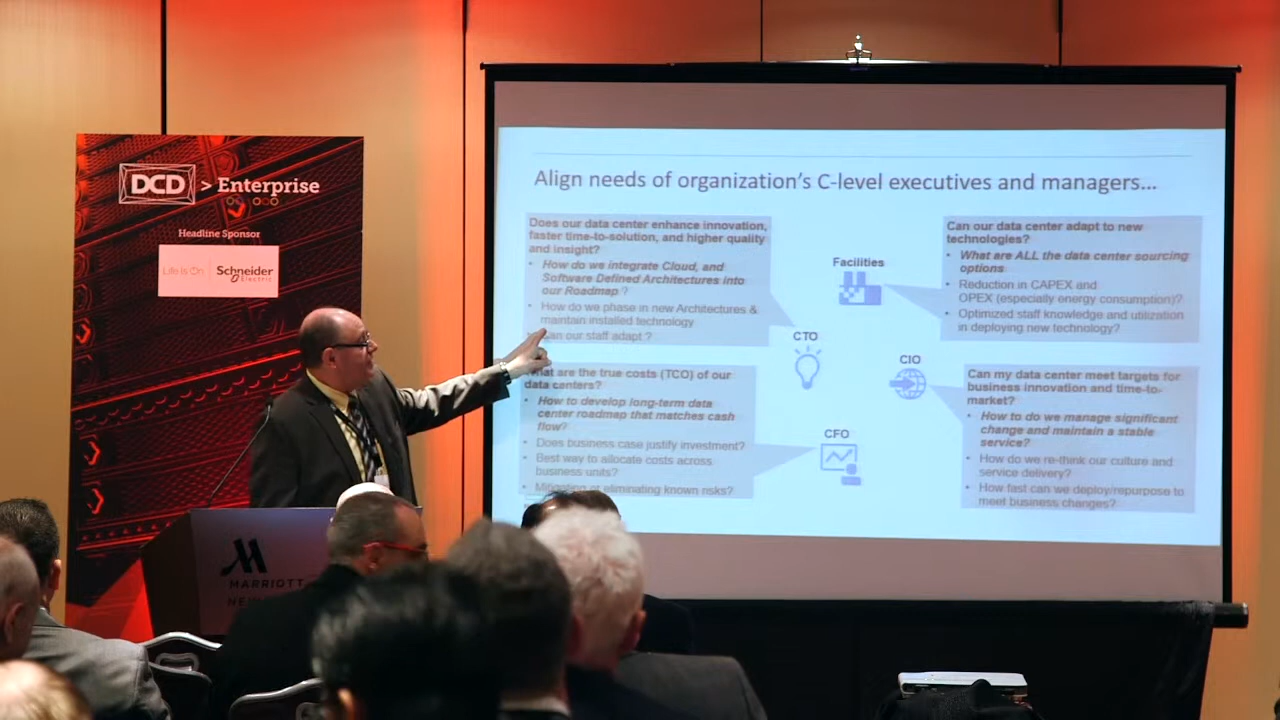 DCD > Enterprise
Headline Sponsor
Life Is On | Schneider
Electric
MARRIOTT
Align needs of organization's C-level executives and managers...
Does our data center enhance innovation,
faster time-to-solution, and higher quality
and insight?
• How do we integrate Cloud, and
Software Defined Architectures into
our Roadmap ?
• How do we phase in new Architectures &
maintain installed technology
an our staff adapt ?
hat are the true costs (TCO) of our
data centers?
• How to develop long-term data
center roadmap that matches cash
flow?
• Does business case justify investment?
• Best way to allocate costs across
business units?
• Mitigating or eliminating known risks?
Facilities
CTO
CIO
CFO
Can our data center adapt to new
technologies?
• What are ALL the data center sourcing
options
• Reduction in CAPEX and
OPEX (especially energy consumption)?
• Optimized staff knowledge and utilization
in deploying new technology?
Can my data center meet targets for
business innovation and time-to-
market?
• How to do we manage significant
change and maintain a stable
service?
• How do we re-think our culture and
service delivery?
• How fast can we deploy/repurpose to
meet business changes?